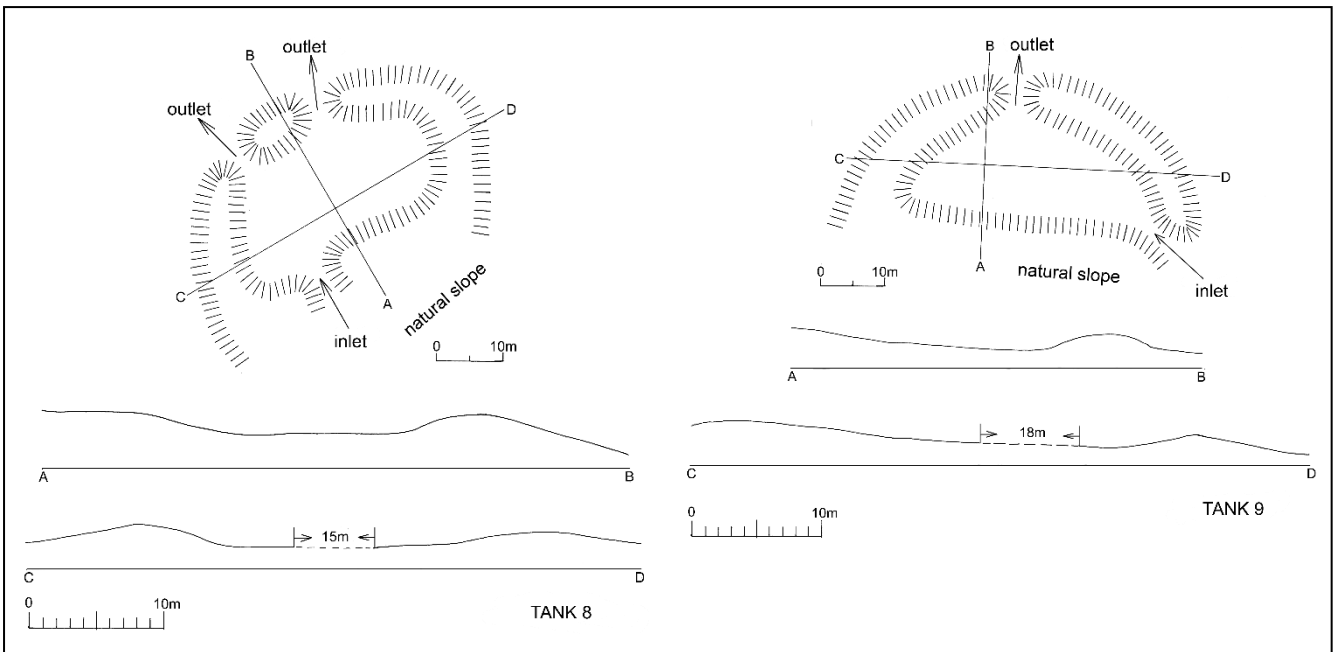 outlet
B
outlet
D
C
A
natural slope
inlet
0 10m
A B
15m
C D
0 10m
TANK 8
B
outlet
C
D
A
natural slope
inlet
0 10m
A B
18m
C D
0 10m
TANK 9